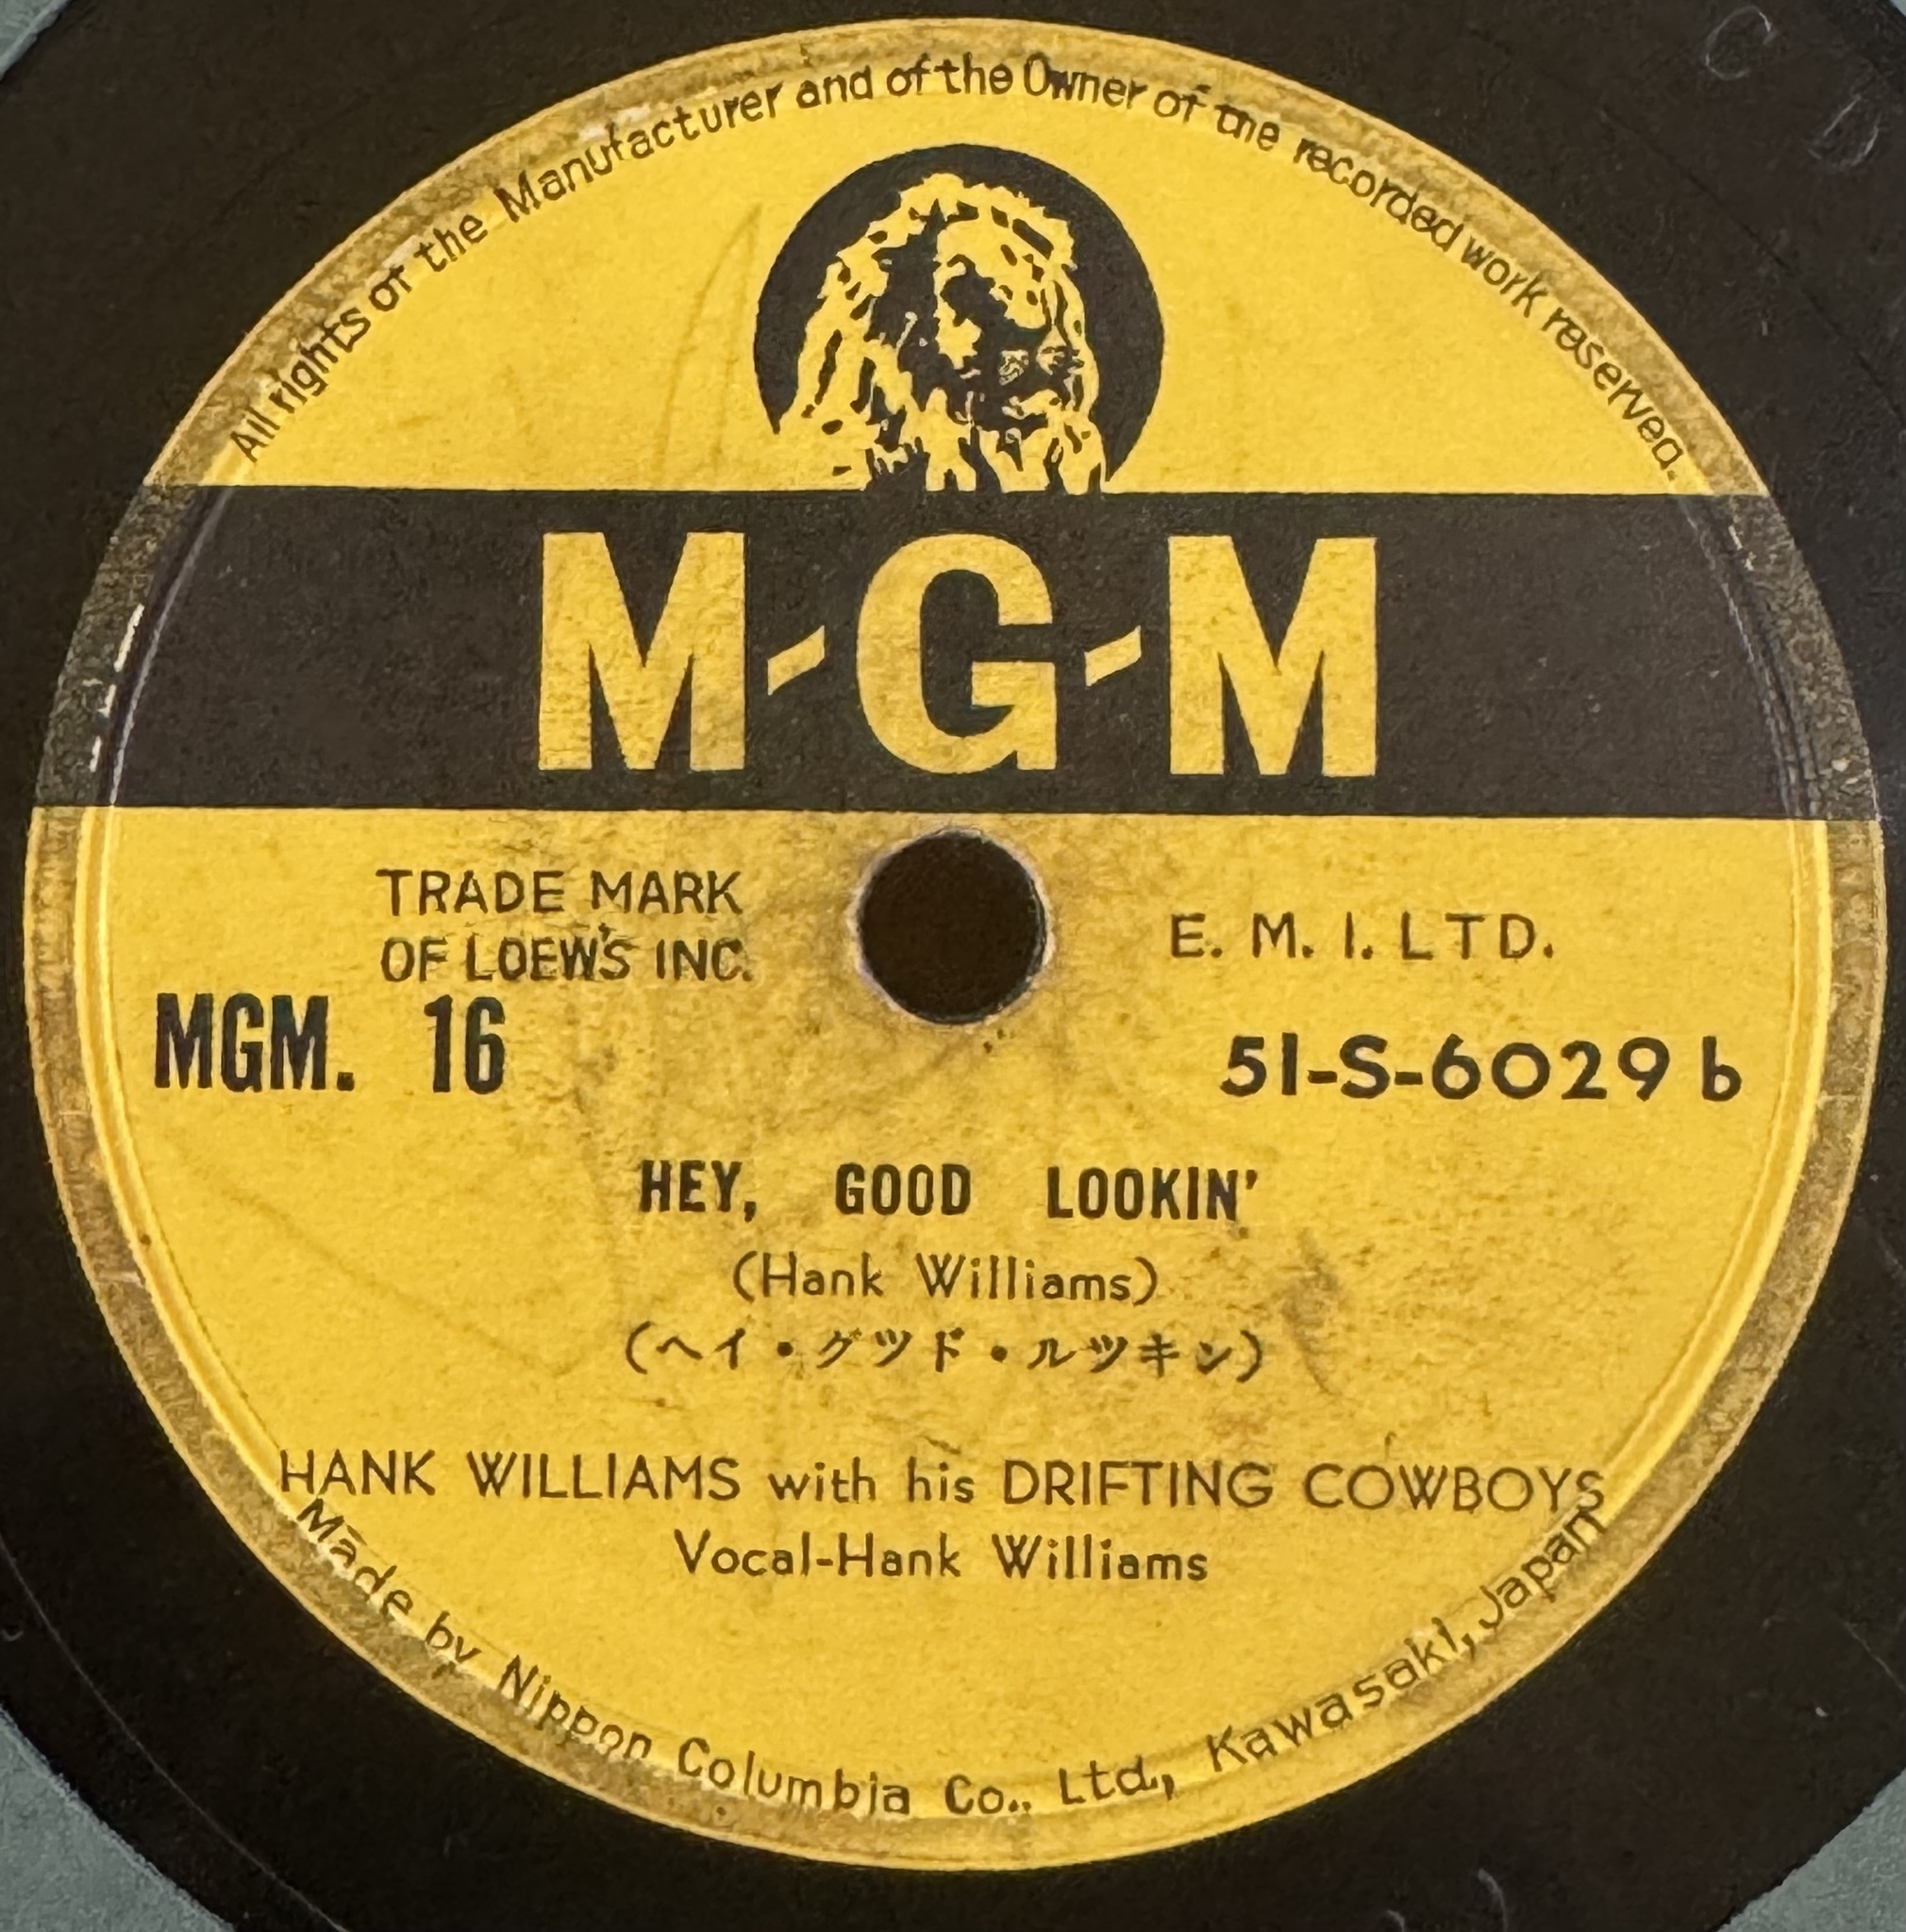 All rights of the Manufacturer and of the Owner of the recorded work reserved.
M-G-M
TRADE MARK
OF LOEW'S INC.
E. M. I. LTD.
MGM. 16
51-S-6029 b
HEY, GOOD LOOKIN'
(Hank Williams)
(ヘイ・グツド・ルツキン)
HANK WILLIAMS with his DRIFTING COWBOYS
Vocal-Hank Williams
Made by Nippon Columbia Co., Ltd., Kawasaki, Japan